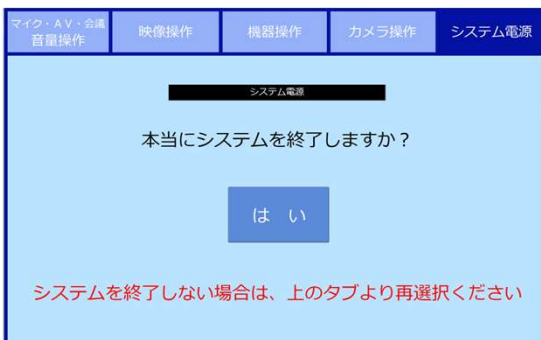 マイク・ＡＶ・会議
音量操作
映像操作
機器操作
カメラ操作
システム電源
システム電源
本当にシステムを終了しますか？
は　い
システムを終了しない場合は、上のタブより再選択ください